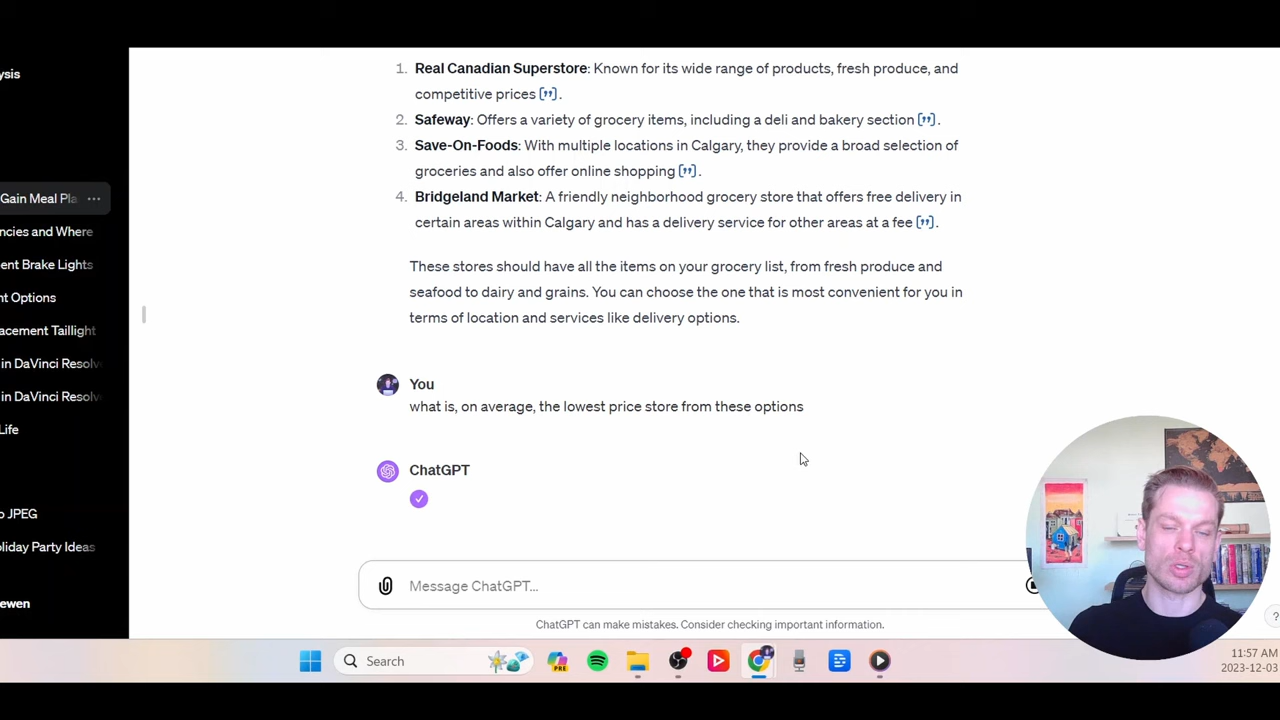 ysis
Gain Meal Pla
ncies and Where
ent Brake Lights
nt Options
acement Taillight
in DaVinci Resolv
in DaVinci Resolv
Life
o JPEG
oliday Party Ideas
ewen
1. Real Canadian Superstore: Known for its wide range of products, fresh produce, and
competitive prices ["].
2. Safeway: Offers a variety of grocery items, including a deli and bakery section ["].
3. Save-On-Foods: With multiple locations in Calgary, they provide a broad selection of
groceries and also offer online shopping ["].
4. Bridgeland Market: A friendly neighborhood grocery store that offers free delivery in
certain areas within Calgary and has a delivery service for other areas at a fee ["].
These stores should have all the items on your grocery list, from fresh produce and
seafood to dairy and grains. You can choose the one that is most convenient for you in
terms of location and services like delivery options.
You
what is, on average, the lowest price store from these options
ChatGPT
Message ChatGPT...
ChatGPT can make mistakes. Consider checking important information.
?
Search
PRE
11:57 AM
2023-12-03